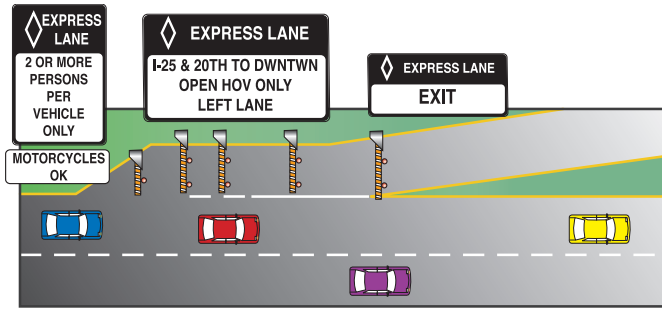 EXPRESS
LANE
2 OR MORE
PERSONS
PER
VEHICLE
ONLY
MOTORCYCLES
OK
EXPRESS LANE
I-25 & 20TH TO DWNTWN
OPEN HOV ONLY
LEFT LANE
EXPRESS LANE
EXIT